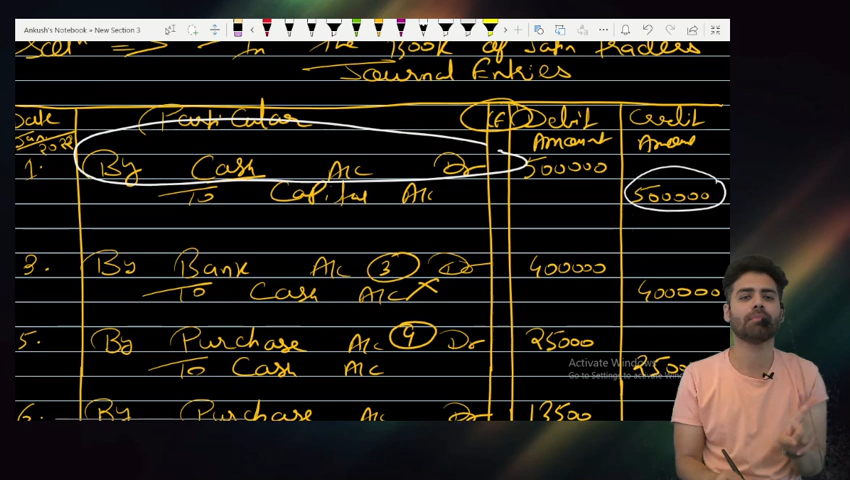 Ankush's Notebook » New Section 3
In The Book of Jain Traders
Journal Entries
Date Particular LF Debit Credit
Jan 2022 Amount Amount
1. By Cash A/c Dr 500000
To Capital A/c 500000
3. By Bank A/c 3 Dr 400000
To Cash A/c 400000
5. By Purchase A/c 4 Dr 25000
To Cash A/c
Activate Windows
Go to Settings to activate Win
6. By Purchase A/c Dr 13500